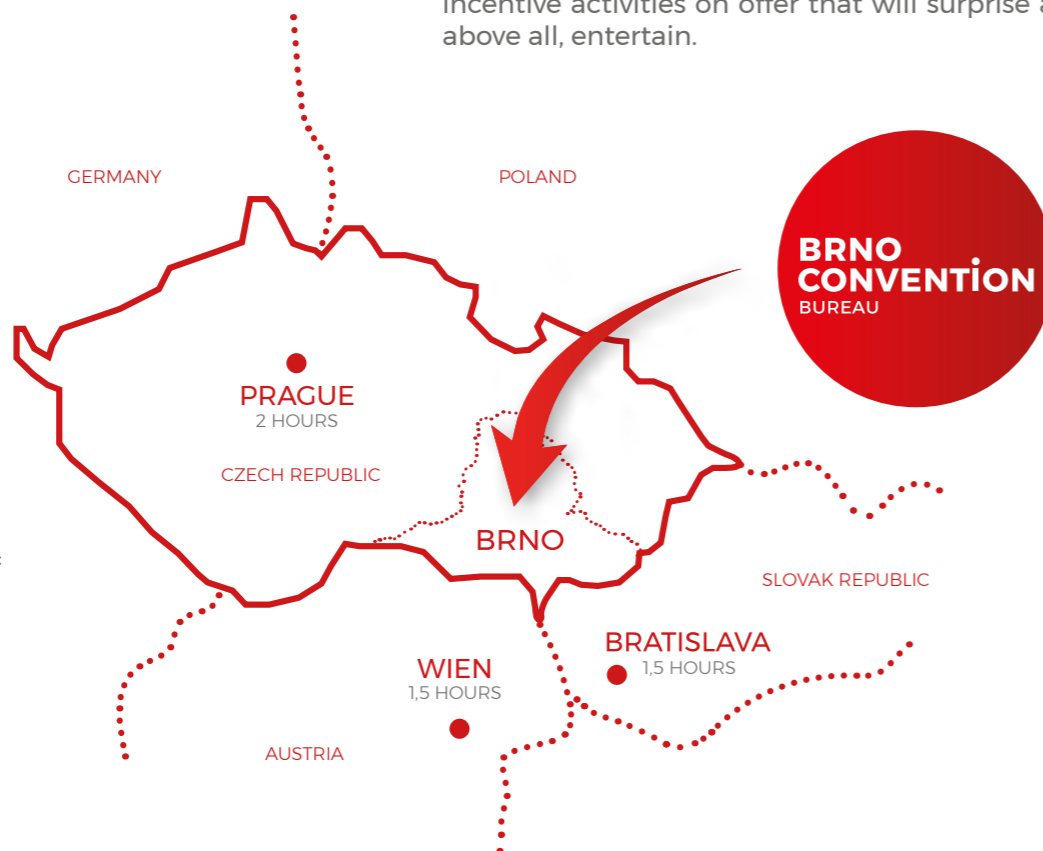 incentive activities on offer that will surprise
above all, entertain.
GERMANY
POLAND
BRNO
CONVENTION
BUREAU
PRAGUE
2 HOURS
CZECH REPUBLIC
BRNO
SLOVAK REPUBLIC
BRATISLAVA
1,5 HOURS
WIEN
1,5 HOURS
AUSTRIA